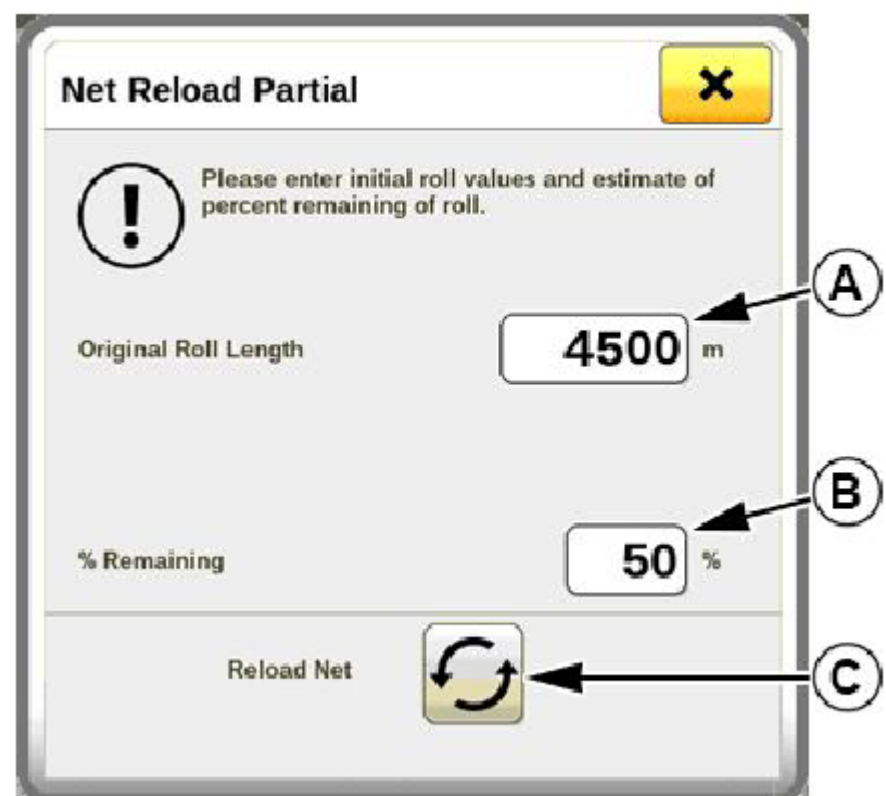 Net Reload Partial
Please enter initial roll values and estimate of
percent remaining of roll.
A
Original Roll Length 4500 m
B
% Remaining 50 %
Reload Net
C